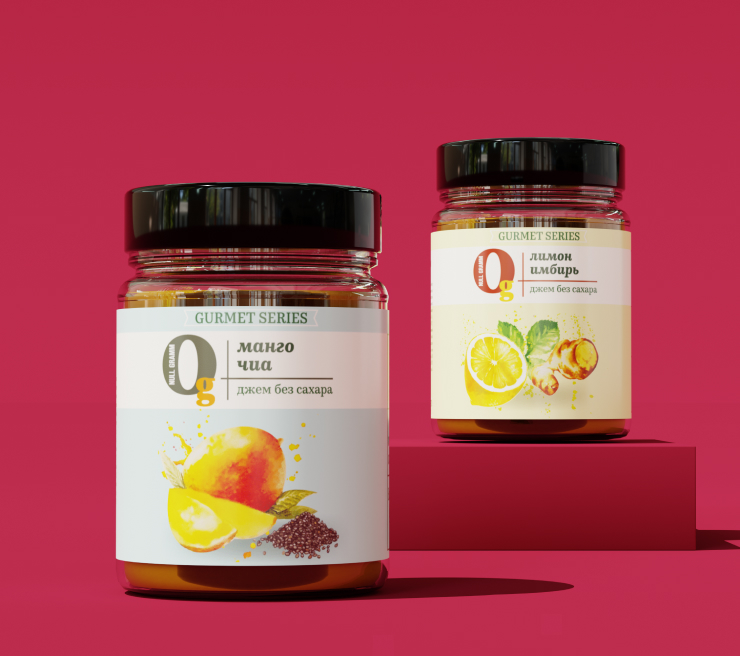 GURMET SERIES
NULL GRAMM
0g
манго
чиа
джем без сахара
GURMET SERIES
NULL GRAMM
0g
лимон
имбирь
джем без сахара